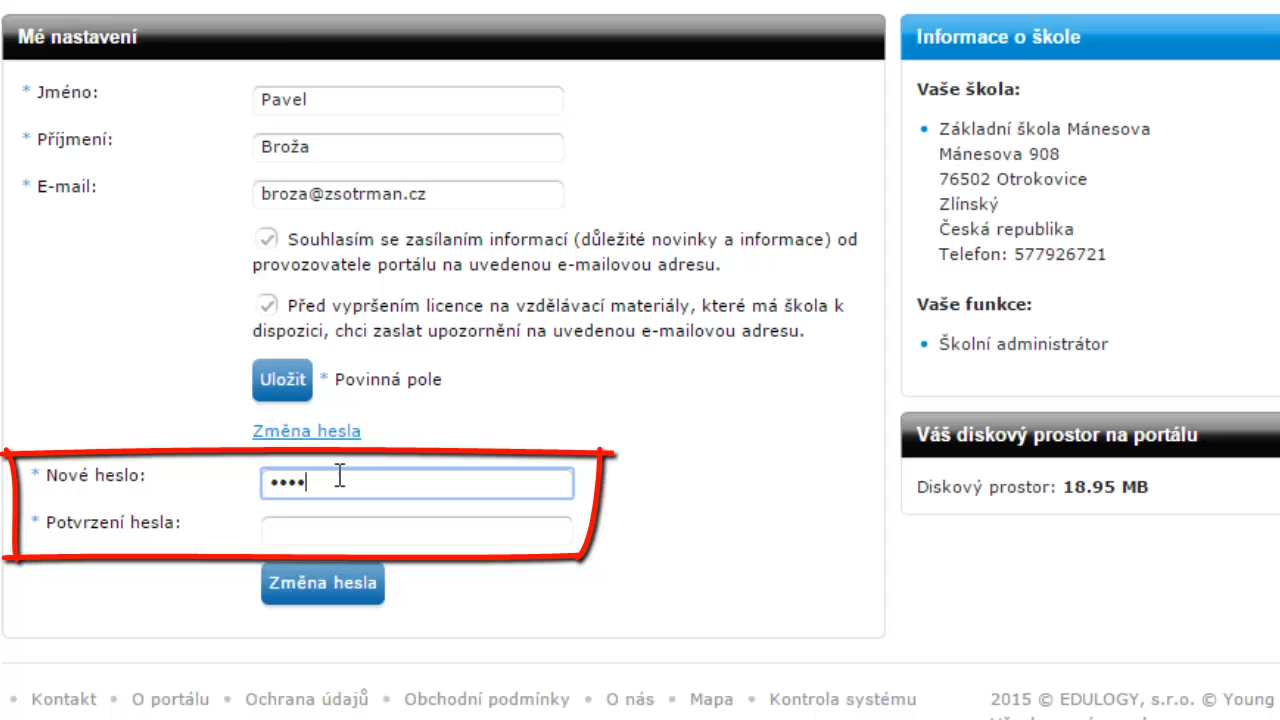 Mé nastavení
* Jméno:
Pavel
* Příjmení:
Broža
* E-mail:
broza@zsotrman.cz
Souhlasím se zasílaním informací (důležité novinky a informace) od
provozovatele portálu na uvedenou e-mailovou adresu.
Před vypršením licence na vzdělávací materiály, které má škola k
dispozici, chci zaslat upozornění na uvedenou e-mailovou adresu.
Uložit * Povinná pole
Změna hesla
* Nové heslo:
••••
* Potvrzení hesla:
Změna hesla
Informace o škole
Vaše škola:
• Základní škola Mánesova
Mánesova 908
76502 Otrokovice
Zlínský
Česká republika
Telefon: 577926721
Vaše funkce:
• Školní administrátor
Váš diskový prostor na portálu
Diskový prostor: 18.95 MB
• Kontakt • O portálu • Ochrana údajů • Obchodní podmínky • O nás • Mapa • Kontrola systému
2015 © EDULOGY, s.r.o. © Young